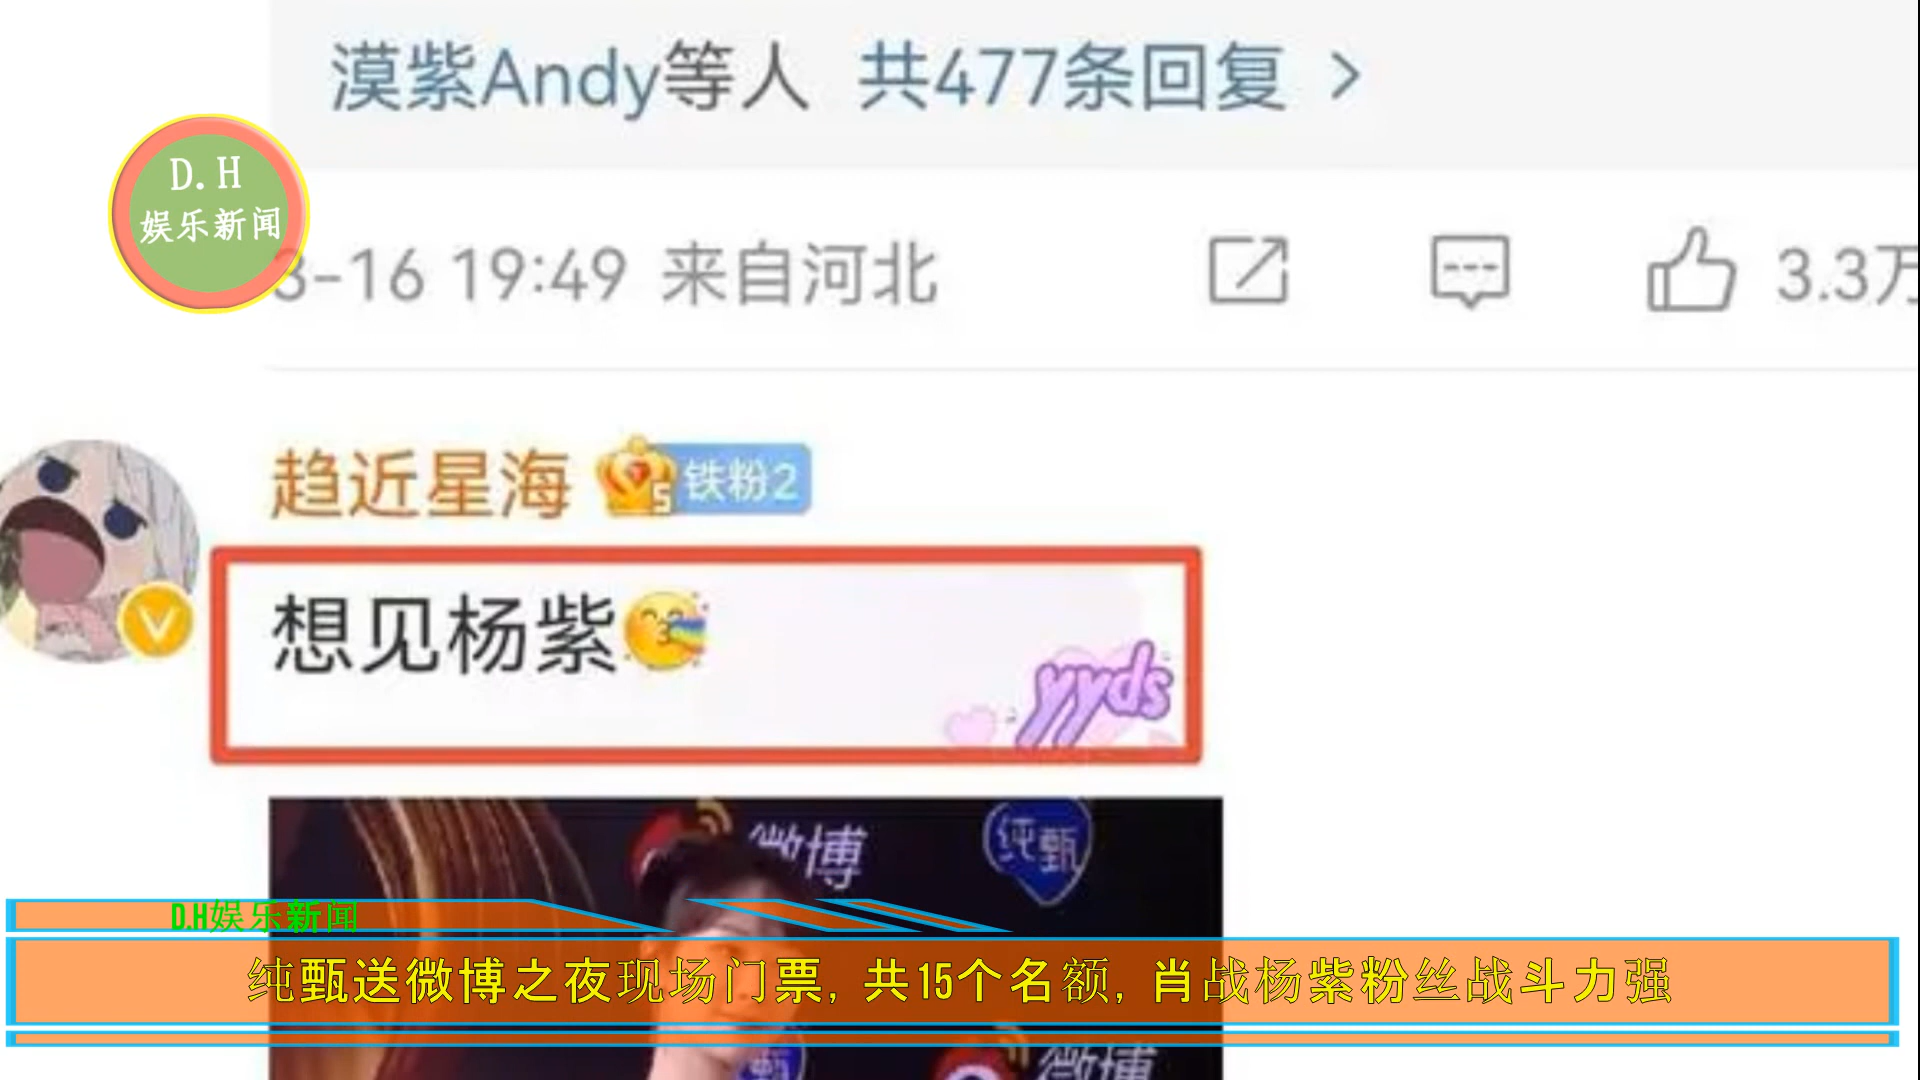 漠紫Andy等人 共477条回复 >
D.H
娱乐新闻
3-16 19:49 来自河北
3.3万
趋近星海 5 铁粉2
想见杨紫
yyds
微博 纯甄
D.H娱乐新闻
纯甄送微博之夜现场门票, 共15个名额, 肖战杨紫粉丝战斗力强
甄 微博